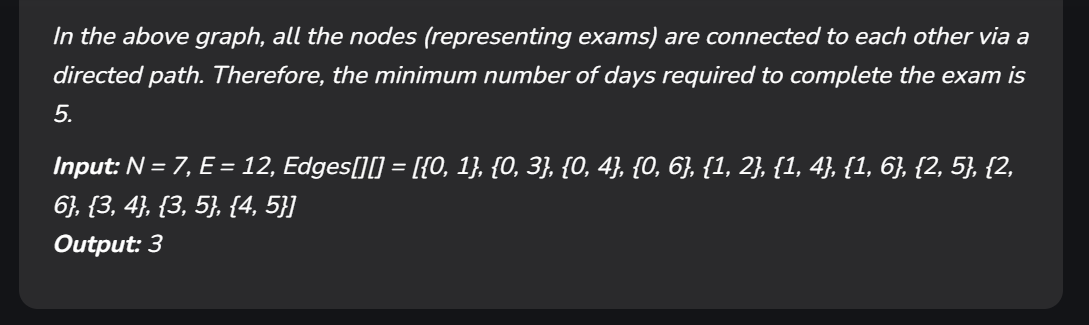 In the above graph, all the nodes (representing exams) are connected to each other via a
directed path. Therefore, the minimum number of days required to complete the exam is
5.
Input: N = 7, E = 12, Edges[][] = [{0, 1}, {0, 3}, {0, 4}, {0, 6}, {1, 2}, {1, 4}, {1, 6}, {2, 5}, {2,
6}, {3, 4}, {3, 5}, {4, 5}]
Output: 3